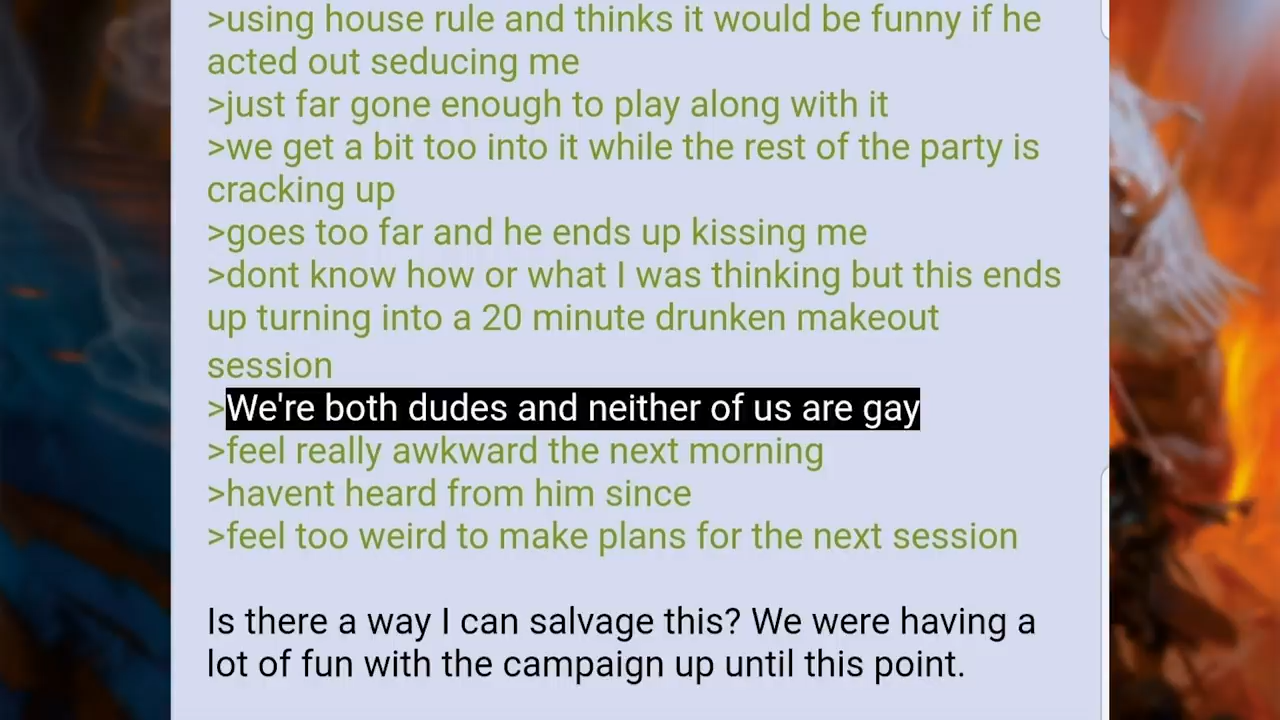 >using house rule and thinks it would be funny if he
acted out seducing me
>just far gone enough to play along with it
>we get a bit too into it while the rest of the party is
cracking up
>goes too far and he ends up kissing me
>dont know how or what I was thinking but this ends
up turning into a 20 minute drunken makeout
session
>We're both dudes and neither of us are gay
>feel really awkward the next morning
>havent heard from him since
>feel too weird to make plans for the next session
Is there a way I can salvage this? We were having a
lot of fun with the campaign up until this point.